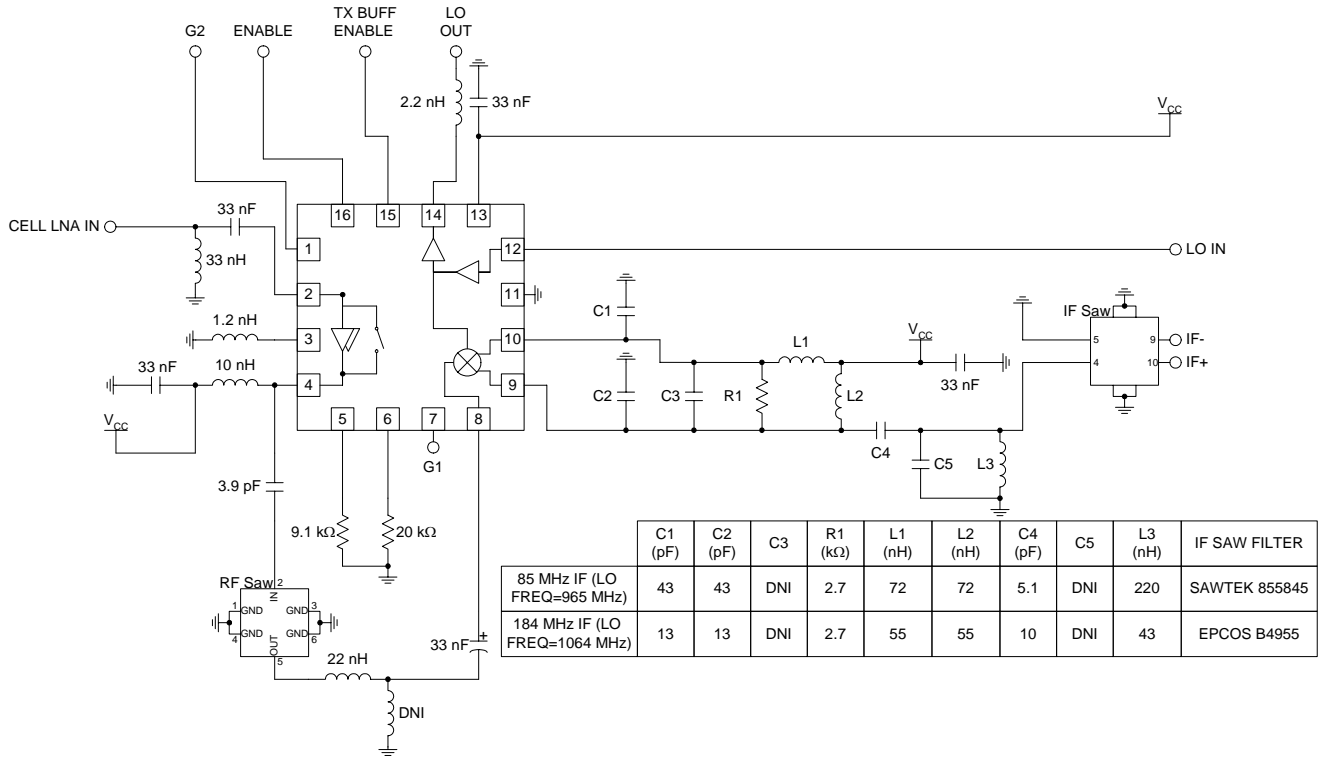 TX BUFF
ENABLE
LO
OUT
G2
ENABLE
2.2 nH
33 nF
VCC
CELL LNA IN
33 nF
33 nH
16
15
14
13
1
12
LO IN
2
11
1.2 nH
3
10
C1
33 nF
10 nH
4
9
C2
C3
R1
L1
L2
VCC
33 nF
IF Saw
5
9
IF-
4
10
IF+
VCC
5
6
7
8
G1
C4
C5
L3
3.9 pF
9.1 kΩ
20 kΩ
RF Saw
2
IN
1
GND
3
GND
4
GND
6
GND
OUT
5
22 nH
33 nF
+
DNI
C1
(pF)
C2
(pF)
C3
R1
(kΩ)
L1
(nH)
L2
(nH)
C4
(pF)
C5
L3
(nH)
IF SAW FILTER
85 MHz IF (LO
FREQ=965 MHz)
43
43
DNI
2.7
72
72
5.1
DNI
220
SAWTEK 855845
184 MHz IF (LO
FREQ=1064 MHz)
13
13
DNI
2.7
55
55
10
DNI
43
EPCOS B4955